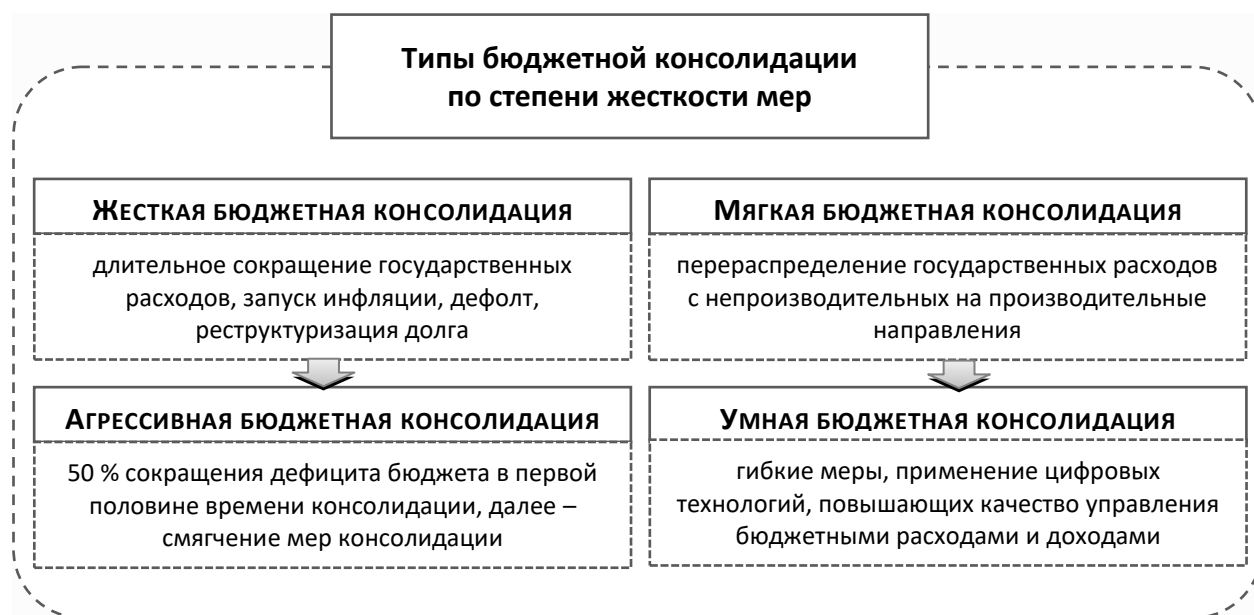 Типы бюджетной консолидации
по степени жесткости мер
ЖЕСТКАЯ БЮДЖЕТНАЯ КОНСОЛИДАЦИЯ
длительное сокращение государственных
расходов, запуск инфляции, дефолт,
реструктуризация долга
АГРЕССИВНАЯ БЮДЖЕТНАЯ КОНСОЛИДАЦИЯ
50 % сокращения дефицита бюджета в первой
половине времени консолидации, далее –
смягчение мер консолидации
МЯГКАЯ БЮДЖЕТНАЯ КОНСОЛИДАЦИЯ
перераспределение государственных расходов
с непроизводительных на производительные
направления
УМНАЯ БЮДЖЕТНАЯ КОНСОЛИДАЦИЯ
гибкие меры, применение цифровых
технологий, повышающих качество управления
бюджетными расходами и доходами